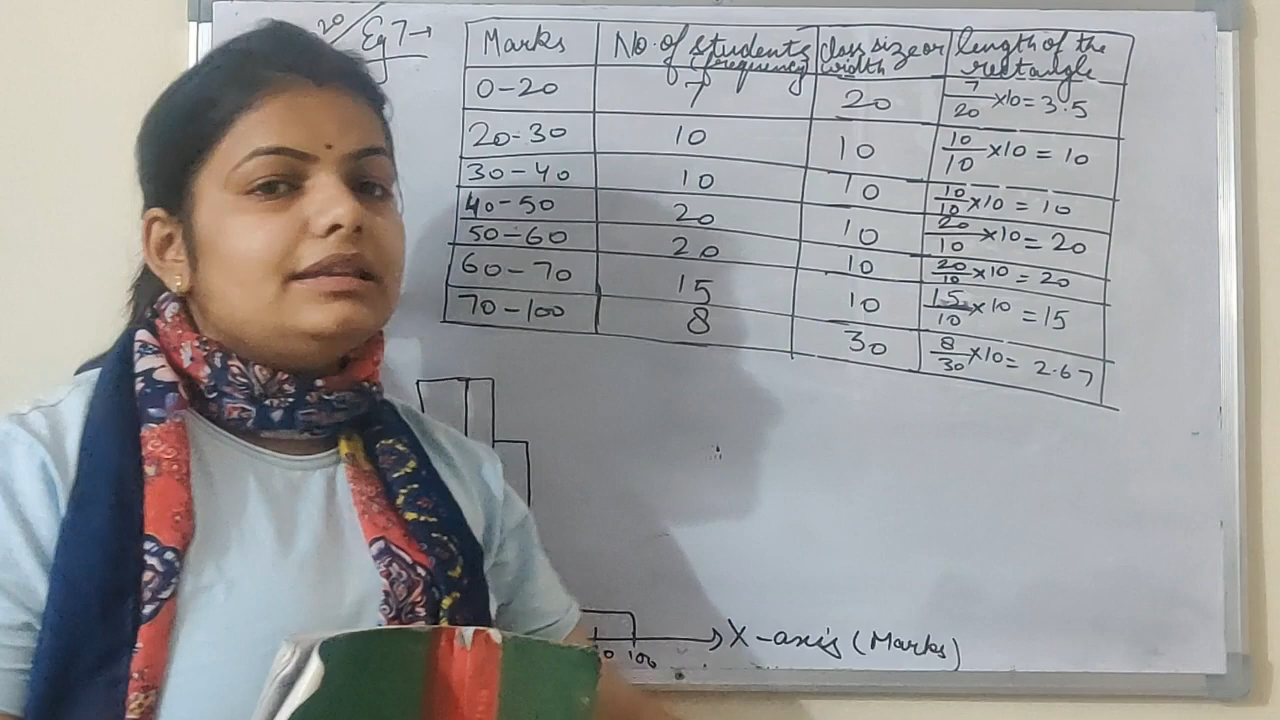 20/Eg 7→
Marks | No. of students (frequency) | class size or width | length of the rectangle
0-20 | 7 | 20 | 7/20 ×10 = 3.5
20-30 | 10 | 10 | 10/10 ×10 = 10
30-40 | 10 | 10 | 10/10 ×10 = 10
40-50 | 20 | 10 | 20/10 ×10 = 20
50-60 | 20 | 10 | 20/10 ×10 = 20
60-70 | 15 | 10 | 15/10 ×10 = 15
70-100 | 8 | 30 | 8/30 ×10 = 2.67
100
X-axis (Marks)